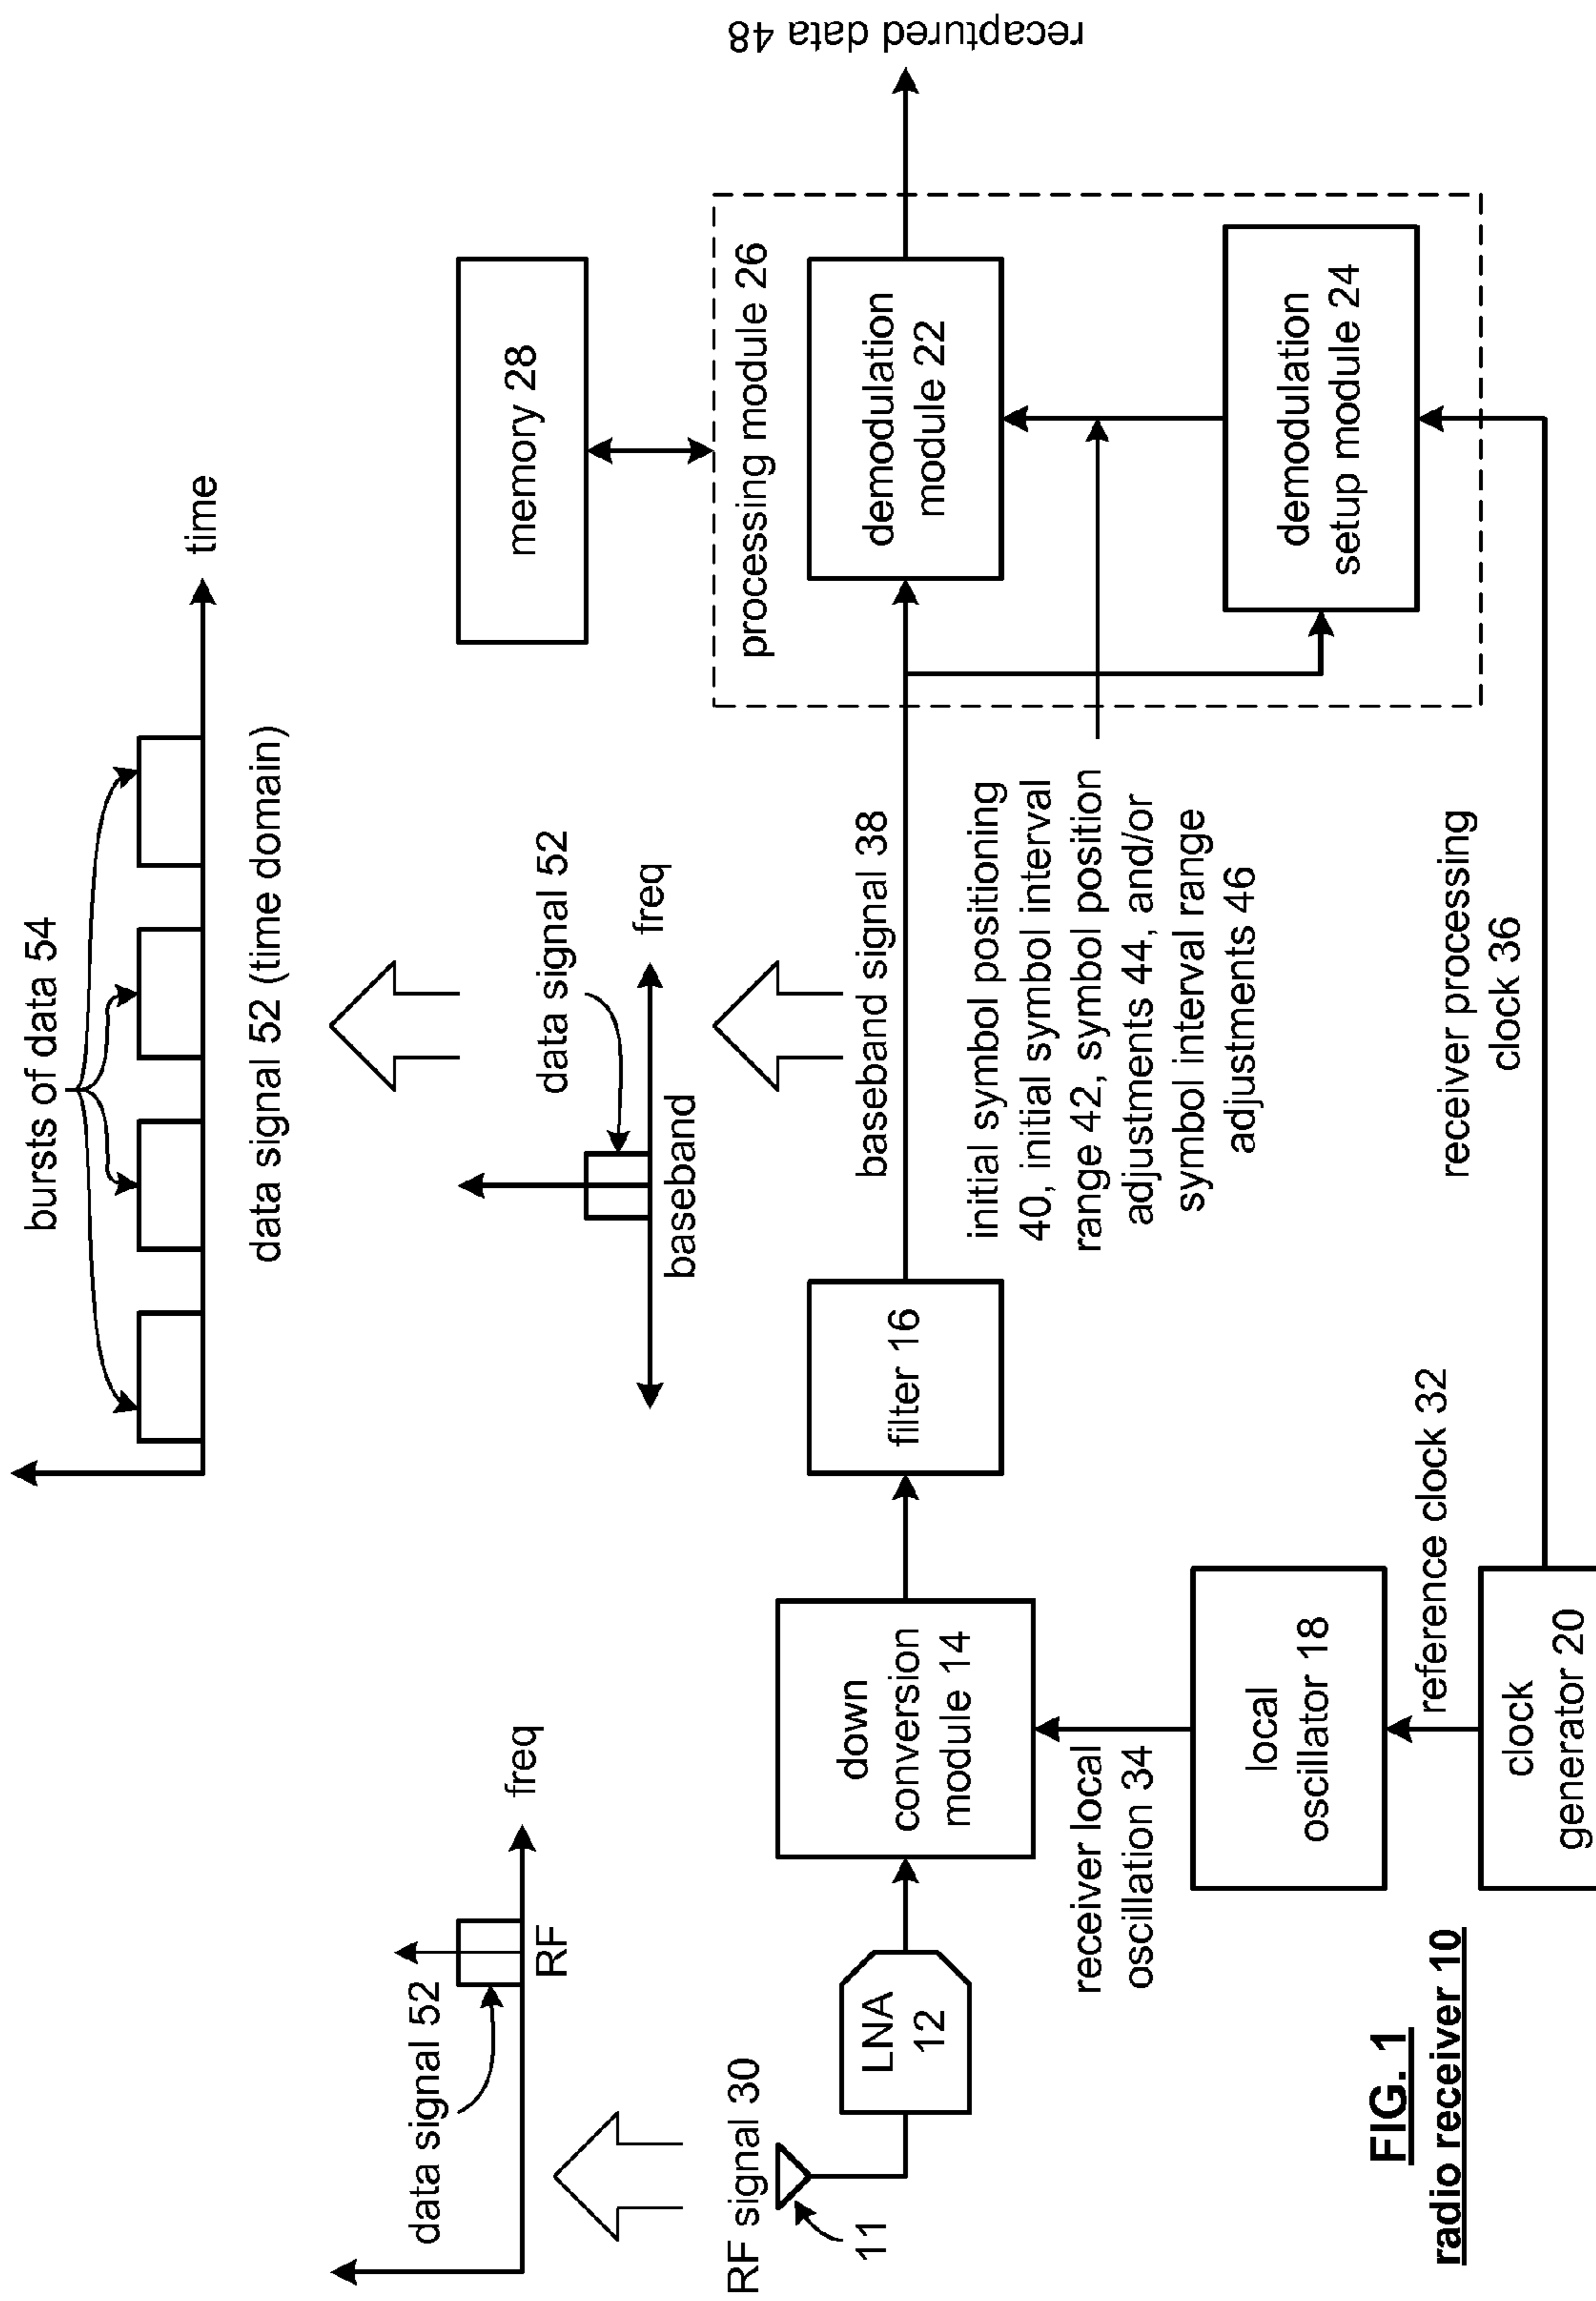 bursts of data 54
time
data signal 52 (time domain)
data signal 52
freq
RF
data signal 52
freq
baseband
memory 28
RF signal 30
11
LNA
12
down
conversion
module 14
filter 16
baseband signal 38
processing module 26
demodulation
module 22
recaptured data 48
receiver local
oscillation 34
initial symbol positioning
40, initial symbol interval
range 42, symbol position
adjustments 44, and/or
symbol interval range
adjustments 46
demodulation
setup module 24
local
oscillator 18
reference clock 32
receiver processing
clock 36
clock
generator 20
FIG. 1
radio receiver 10